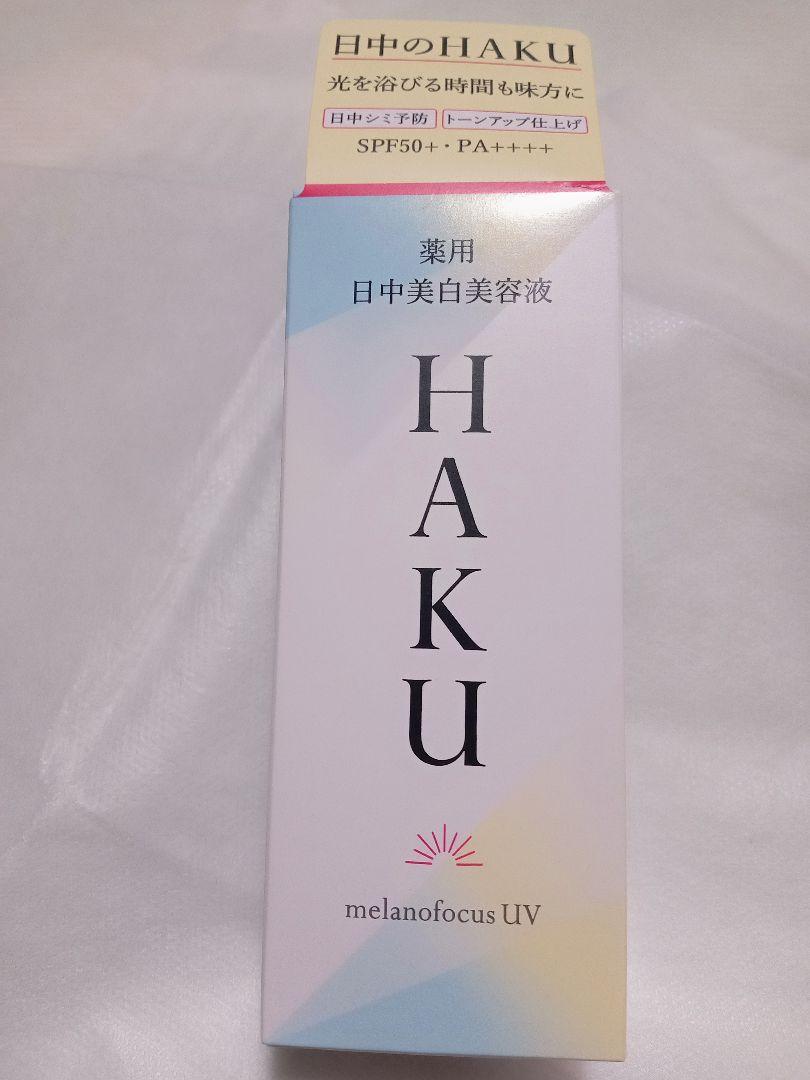 日中のHAKU
光を浴びる時間も味方に
日中シミ予防 トーンアップ仕上げ
SPF50+・PA++++
薬用
日中美白美容液
HAKU
melanofocus UV